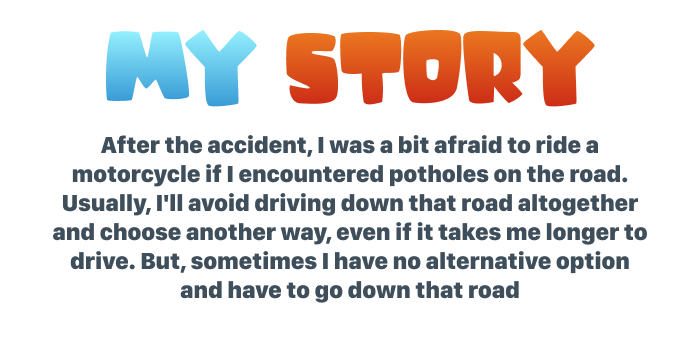 MY STORY
After the accident, I was a bit afraid to ride a
motorcycle if I encountered potholes on the road.
Usually, I'll avoid driving down that road altogether
and choose another way, even if it takes me longer to
drive. But, sometimes I have no alternative option
and have to go down that road